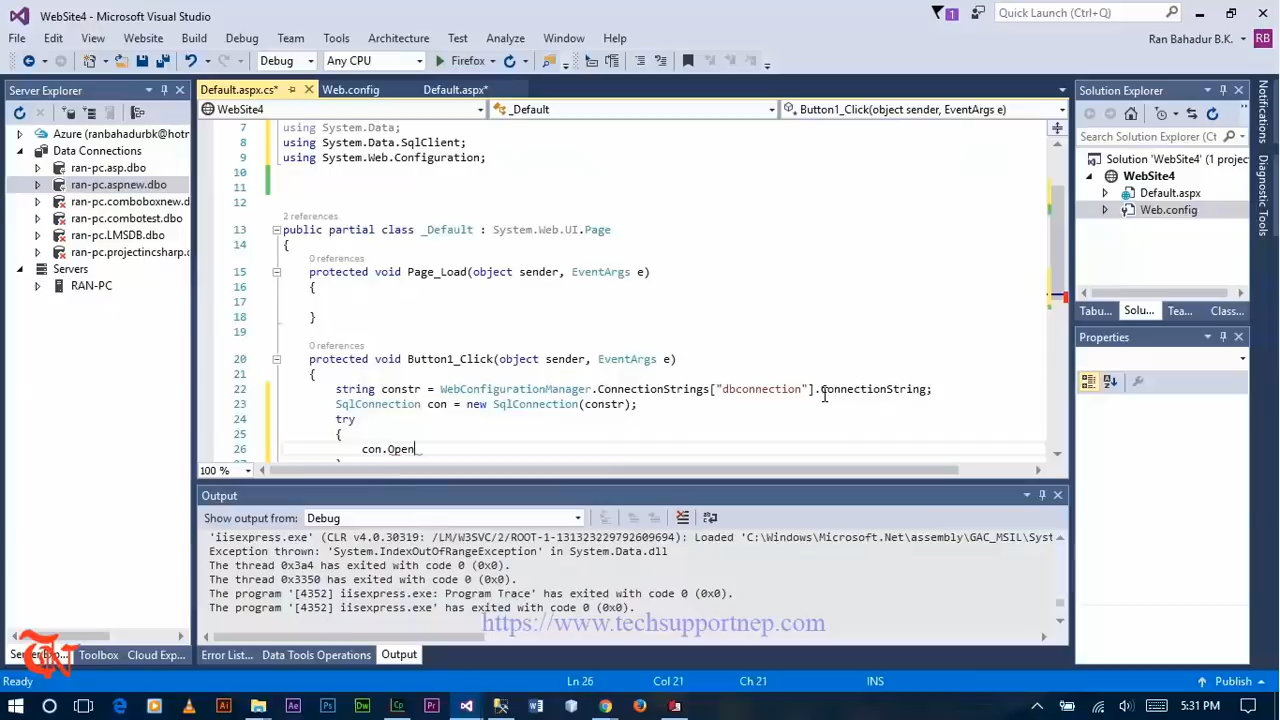 WebSite4 - Microsoft Visual Studio
1
Quick Launch (Ctrl+Q)
File Edit View Website Build Debug Team Tools Architecture Test Analyze Window Help
Ran Bahadur B.K.
RB
Debug
Any CPU
Firefox
Server Explorer
Default.aspx.cs*
Web.config
Default.aspx*
Solution Explorer
WebSite4
_Default
Button1_Click(object sender, EventArgs e)
Azure (ranbahadurbk@hotr
Data Connections
ran-pc.asp.dbo
ran-pc.aspnew.dbo
ran-pc.comboboxnew.d
ran-pc.combotest.dbo
ran-pc.LMSDB.dbo
ran-pc.projectincsharp.d
Servers
RAN-PC
7 using System.Data;
8 using System.Data.SqlClient;
9 using System.Web.Configuration;
10
11
12
2 references
13 public partial class _Default : System.Web.UI.Page
14 {
0 references
15 protected void Page_Load(object sender, EventArgs e)
16 {
17
18 }
19
0 references
20 protected void Button1_Click(object sender, EventArgs e)
21 {
22 string constr = WebConfigurationManager.ConnectionStrings["dbconnection"].ConnectionString;
23 SqlConnection con = new SqlConnection(constr);
24 try
25 {
26 con.Open
100 %
Search Solution Explorer
Solution 'WebSite4' (1 projec
WebSite4
Default.aspx
Web.config
Tabu...
Solu...
Tea...
Class...
Properties
Notifications
Diagnostic Tools
Output
Show output from:
Debug
'iisexpress.exe' (CLR v4.0.30319: /LM/W3SVC/2/ROOT-1-131323229792609694): Loaded 'C:\Windows\Microsoft.Net\assembly\GAC_MSIL\Syst
Exception thrown: 'System.IndexOutOfRangeException' in System.Data.dll
The thread 0x3a4 has exited with code 0 (0x0).
The thread 0x3350 has exited with code 0 (0x0).
The program '[4352] iisexpress.exe: Program Trace' has exited with code 0 (0x0).
The program '[4352] iisexpress.exe' has exited with code 0 (0x0).
https://www.techsupportnep.com
Toolbox
Cloud Exp...
Error List...
Data Tools Operations
Output
Ready
Ln 26
Col 21
Ch 21
INS
Publish
5:31 PM